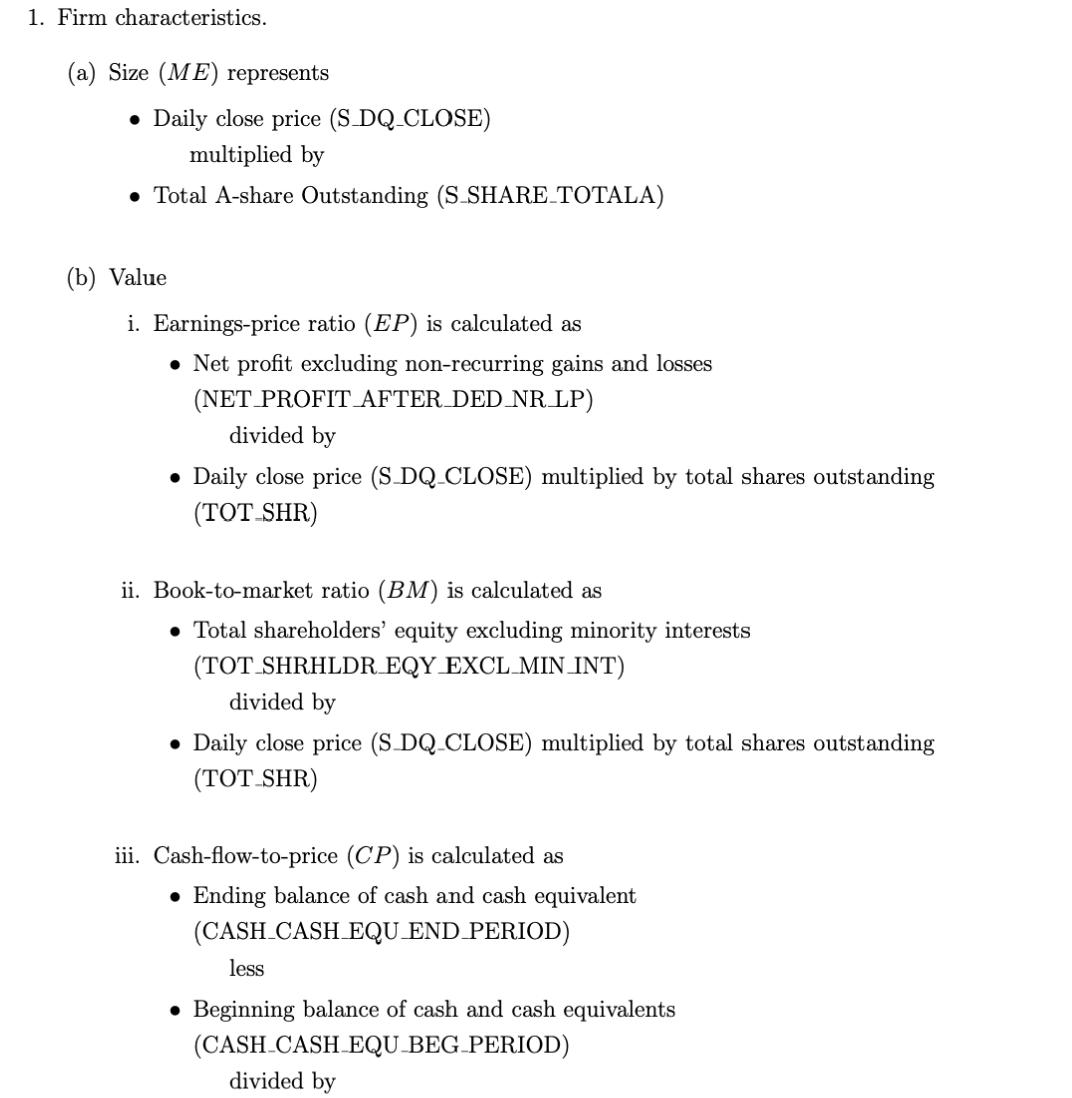 1. Firm characteristics.
(a) Size (ME) represents
• Daily close price (S_DQ_CLOSE)
multiplied by
• Total A-share Outstanding (S_SHARE_TOTALA)
(b) Value
i. Earnings-price ratio (EP) is calculated as
• Net profit excluding non-recurring gains and losses
(NET_PROFIT_AFTER_DED_NR_LP)
divided by
• Daily close price (S_DQ_CLOSE) multiplied by total shares outstanding
(TOT_SHR)
ii. Book-to-market ratio (BM) is calculated as
• Total shareholders' equity excluding minority interests
(TOT_SHRHLDR_EQY_EXCL_MIN_INT)
divided by
• Daily close price (S_DQ_CLOSE) multiplied by total shares outstanding
(TOT_SHR)
iii. Cash-flow-to-price (CP) is calculated as
• Ending balance of cash and cash equivalent
(CASH_CASH_EQU_END_PERIOD)
less
• Beginning balance of cash and cash equivalents
(CASH_CASH_EQU_BEG_PERIOD)
divided by